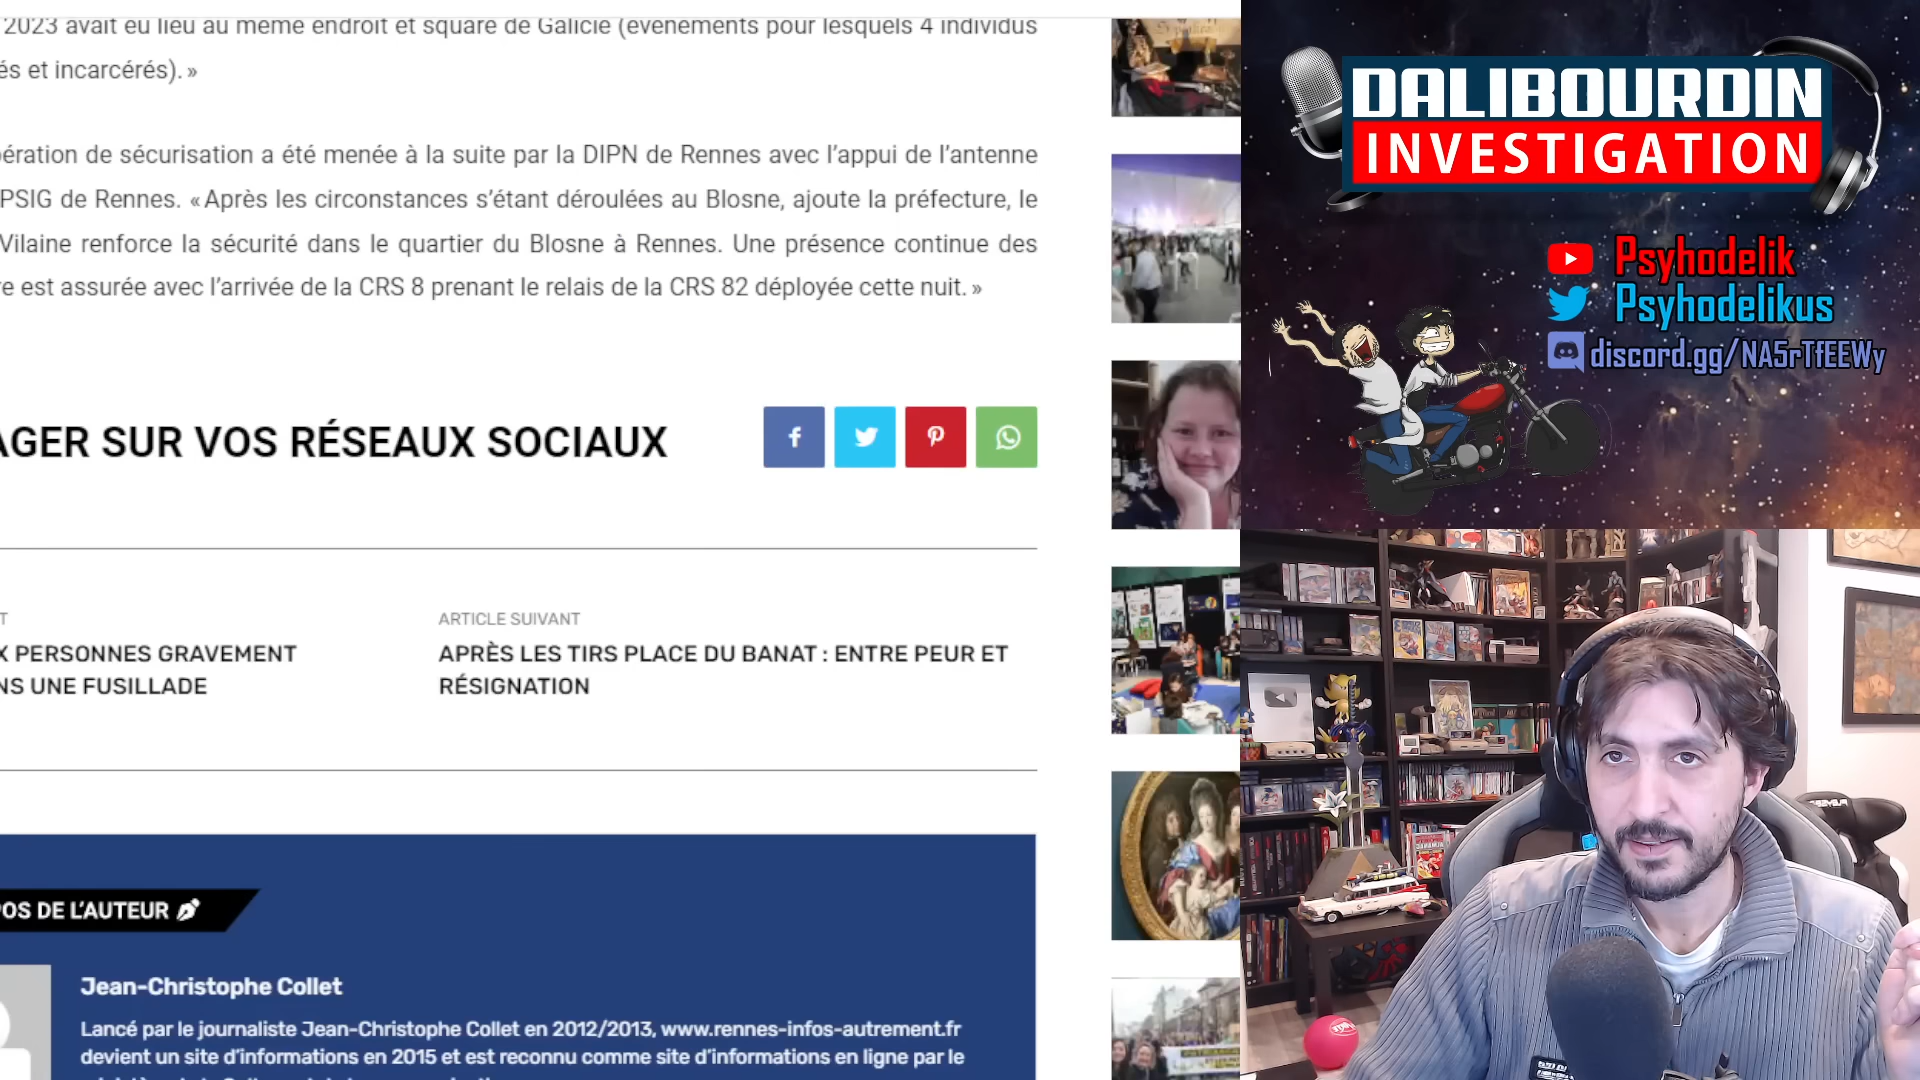 2023 avait eu lieu au même endroit et square de Galicie (évènements pour lesquels 4 individus
és et incarcérés). »
ération de sécurisation a été menée à la suite par la DIPN de Rennes avec l’appui de l’antenne
PSIG de Rennes. « Après les circonstances s’étant déroulées au Blosne, ajoute la préfecture, le
Vilaine renforce la sécurité dans le quartier du Blosne à Rennes. Une présence continue des
re est assurée avec l’arrivée de la CRS 8 prenant le relais de la CRS 82 déployée cette nuit. »
AGER SUR VOS RÉSEAUX SOCIAUX
T
X PERSONNES GRAVEMENT
NS UNE FUSILLADE
ARTICLE SUIVANT
APRÈS LES TIRS PLACE DU BANAT : ENTRE PEUR ET
RÉSIGNATION
POS DE L’AUTEUR
Jean-Christophe Collet
Lancé par le journaliste Jean-Christophe Collet en 2012/2013, www.rennes-infos-autrement.fr
devient un site d’informations en 2015 et est reconnu comme site d’informations en ligne par le
DALIBOURDIN
INVESTIGATION
Psyhodelik
Psyhodelikus
discord.gg/NA5rTfEEWy